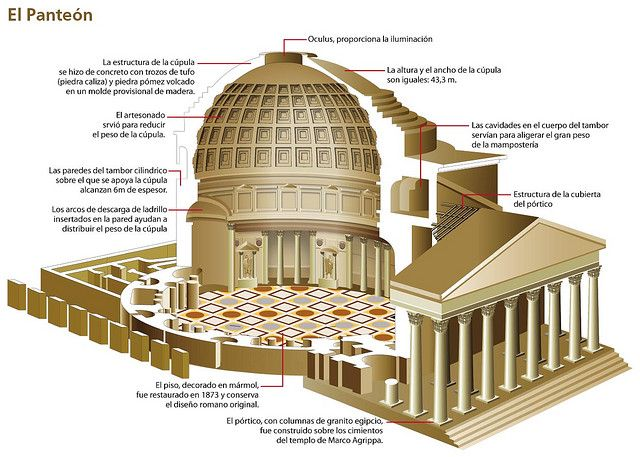 El Panteón
Oculus, proporciona la iluminación
La estructura de la cúpula
se hizo de concreto con trozos de tufo
(piedra caliza) y piedra pómez volcado
en un molde provisional de madera.
La altura y el ancho de la cúpula
son iguales: 43,3 m.
El artesonado
srvió para reducir
el peso de la cúpula.
Las cavidades en el cuerpo del tambor
servían para aligerar el gran peso
de la mampostería
Las paredes del tambor cilíndrico
sobre el que se apoya la cúpula
alcanzan 6m de espesor.
Estructura de la cubierta
del pórtico
Los arcos de descarga de ladrillo
insertados en la pared ayudan a
distribuir el peso de la cúpula
El piso, decorado en mármol,
fue restaurado en 1873 y conserva
el diseño romano original.
El pórtico, con columnas de granito egipcio,
fue construido sobre los cimientos
del templo de Marco Agrippa.